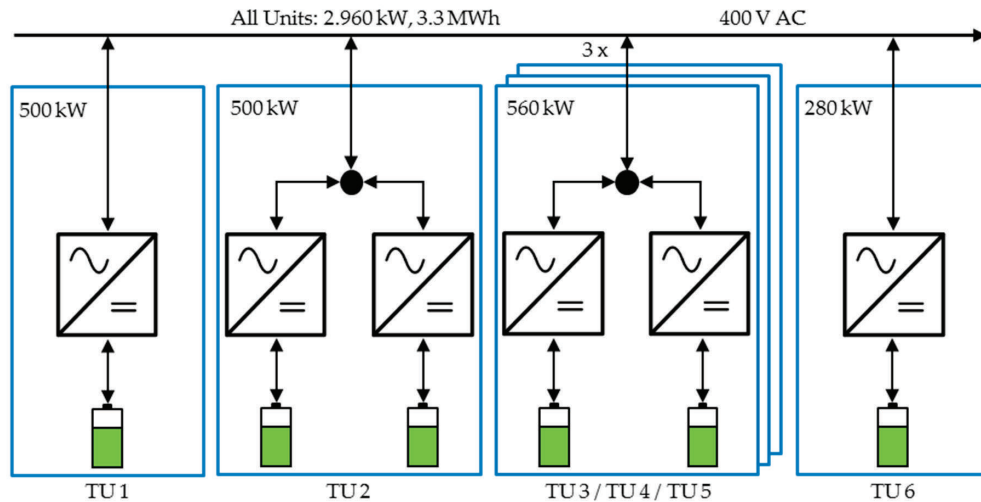 All Units: 2.960 kW, 3.3 MWh 400 V AC
3 x
500 kW 500 kW 560 kW 280 kW
TU 1 TU 2 TU 3 / TU 4 / TU 5 TU 6